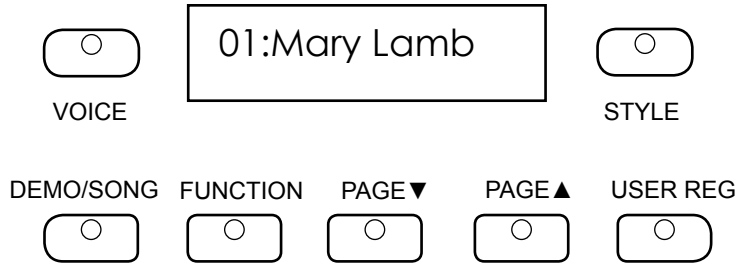 01:Mary Lamb
VOICE
STYLE
DEMO/SONG FUNCTION PAGE▼ PAGE▲ USER REG